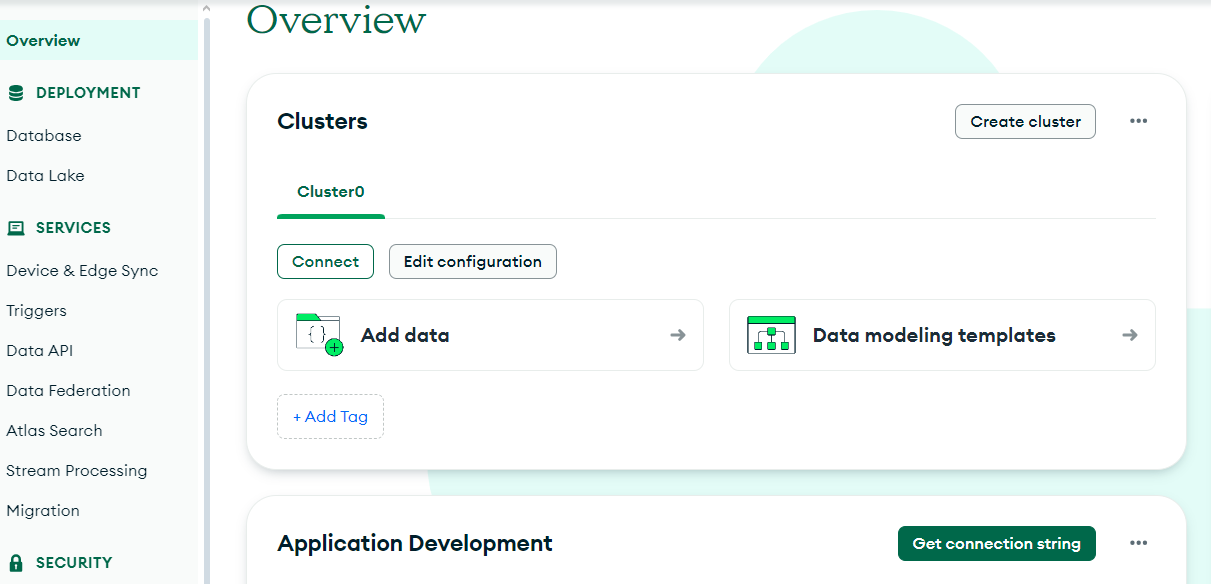 Overview
DEPLOYMENT
Database
Data Lake
SERVICES
Device & Edge Sync
Triggers
Data API
Data Federation
Atlas Search
Stream Processing
Migration
SECURITY
Overview
Clusters
Create cluster
Cluster0
Connect
Edit configuration
{ }
Add data
Data modeling templates
+ Add Tag
Application Development
Get connection string